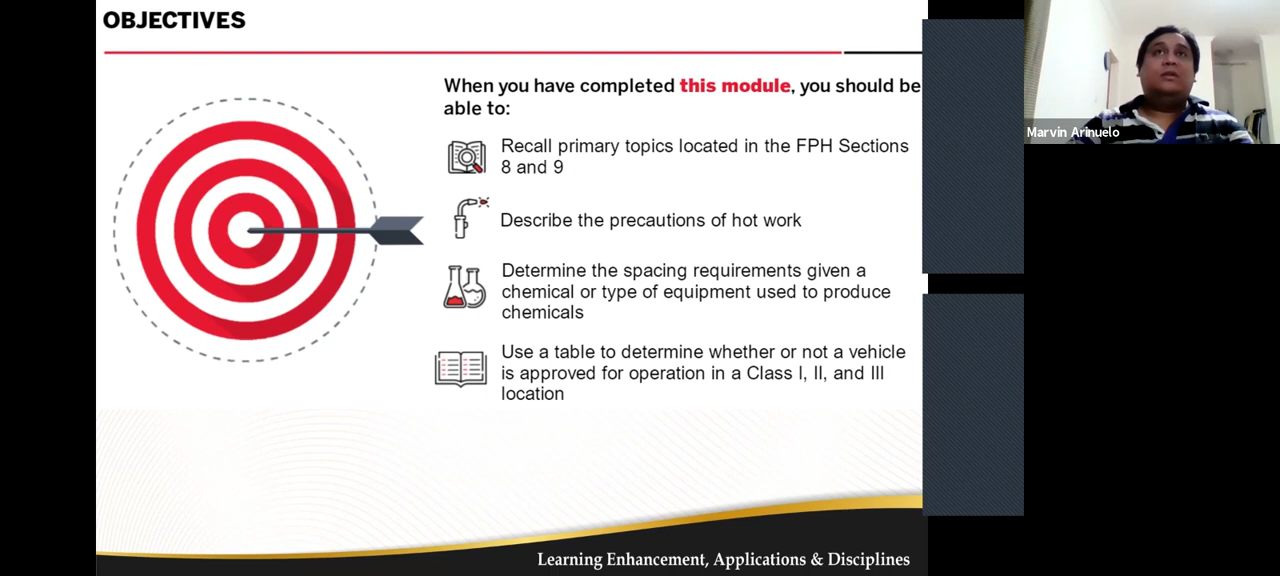 OBJECTIVES
When you have completed this module, you should be
able to:
Recall primary topics located in the FPH Sections
8 and 9
Describe the precautions of hot work
Determine the spacing requirements given a
chemical or type of equipment used to produce
chemicals
Use a table to determine whether or not a vehicle
is approved for operation in a Class I, II, and III
location
Learning Enhancement, Applications & Disciplines
Marvin Arinuelo